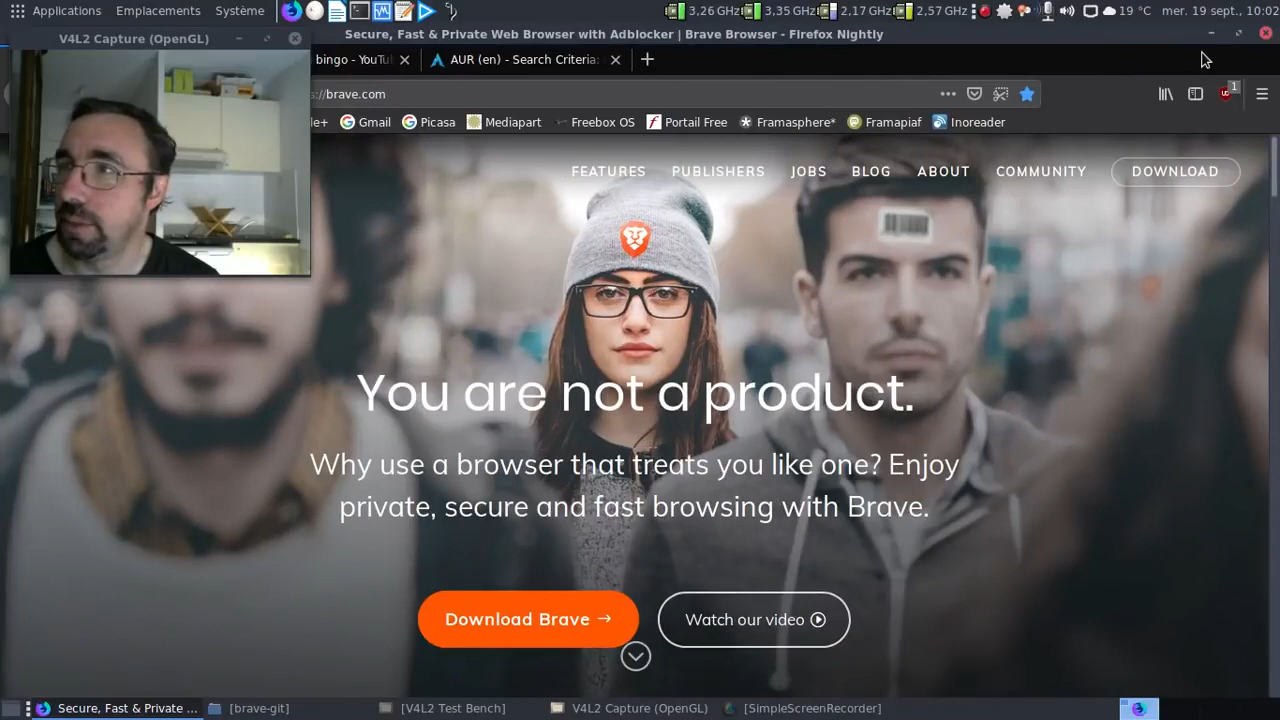 Applications Emplacements Système 3,26 GHz 3,35 GHz 2,17 GHz 2,57 GHz 19 °C mer. 19 sept., 10:02
V4L2 Capture (OpenGL)
Secure, Fast & Private Web Browser with Adblocker | Brave Browser - Firefox Nightly
bingo - YouTu AUR (en) - Search Criteria:
://brave.com 1
Gmail Picasa Mediapart Freebox OS Portail Free Framasphere* Framapiaf Inoreader
FEATURES PUBLISHERS JOBS BLOG ABOUT COMMUNITY DOWNLOAD
You are not a product.
Why use a browser that treats you like one? Enjoy
private, secure and fast browsing with Brave.
Download Brave → Watch our video
Secure, Fast & Private ... [brave-git] [V4L2 Test Bench] V4L2 Capture (OpenGL) [SimpleScreenRecorder]